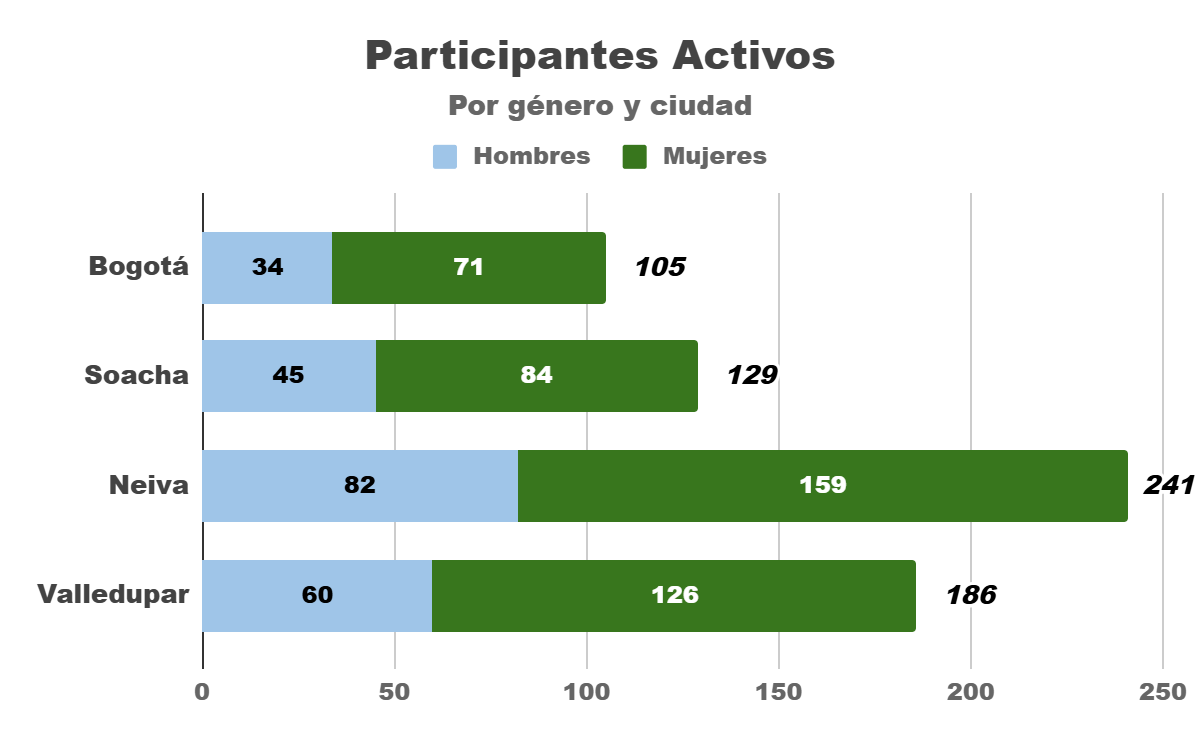 Participantes Activos
Por género y ciudad
Hombres Mujeres
Bogotá 34 71 105
Soacha 45 84 129
Neiva 82 159 241
Valledupar 60 126 186
0 50 100 150 200 250